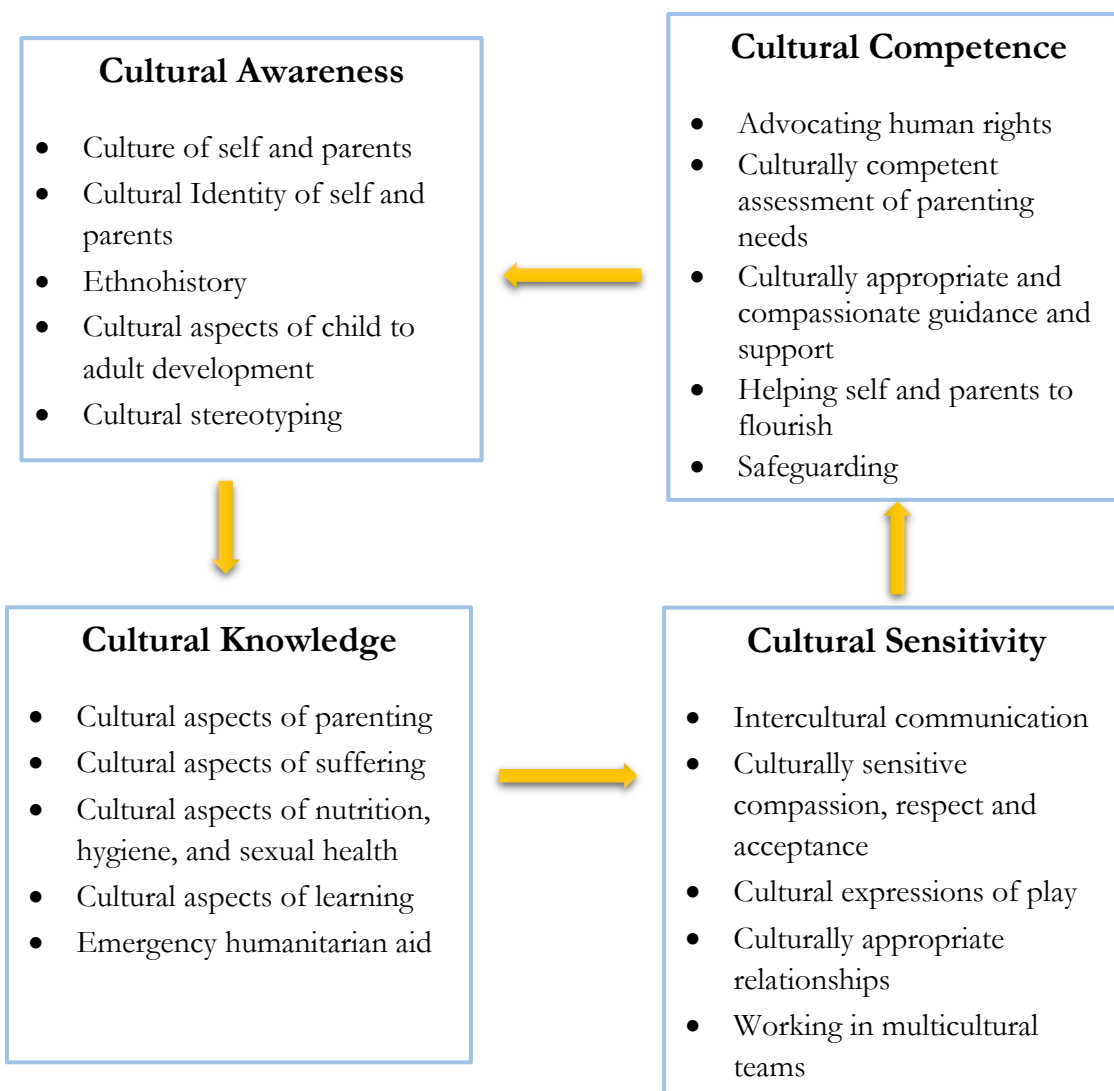 Cultural Awareness
• Culture of self and parents
• Cultural Identity of self and
parents
• Ethnohistory
• Cultural aspects of child to
adult development
• Cultural stereotyping
Cultural Competence
• Advocating human rights
• Culturally competent
assessment of parenting
needs
• Culturally appropriate and
compassionate guidance and
support
• Helping self and parents to
flourish
• Safeguarding
Cultural Knowledge
• Cultural aspects of parenting
• Cultural aspects of suffering
• Cultural aspects of nutrition,
hygiene, and sexual health
• Cultural aspects of learning
• Emergency humanitarian aid
Cultural Sensitivity
• Intercultural communication
• Culturally sensitive
compassion, respect and
acceptance
• Cultural expressions of play
• Culturally appropriate
relationships
• Working in multicultural
teams